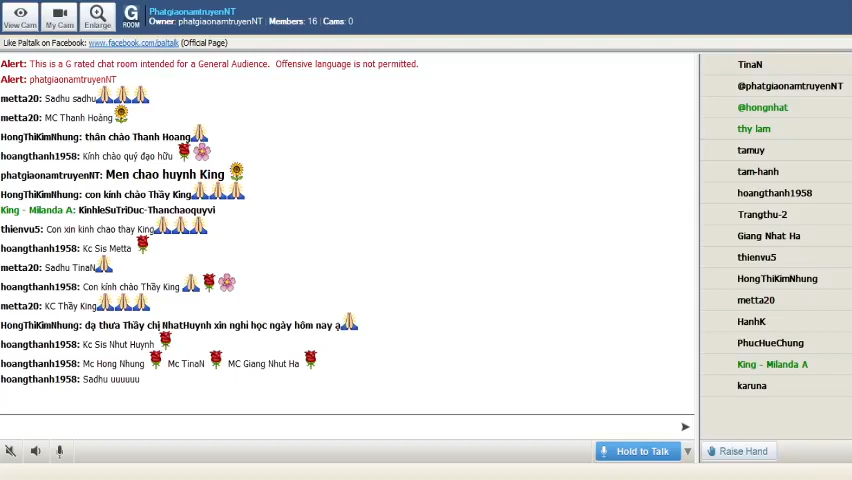 View Cam
My Cam
Enlarge
G
ROOM
PhatgiaonamtruyenNT
Owner: phatgiaonamtruyenNT | Members: 16 | Cams: 0
Like Paltalk on Facebook: www.facebook.com/paltalk (Official Page)
Alert: This is a G rated chat room intended for a General Audience. Offensive language is not permitted.
Alert: phatgiaonamtruyenNT
metta20: Sadhu sadhu
metta20: MC Thanh Hoàng
HongThiKimNhung: thân chào Thanh Hoang
hoangthanh1958: Kính chào quý đạo hữu
phatgiaonamtruyenNT: Men chao huynh King
HongThiKimNhung: con kính chào Thầy King
King - Milanda A: KinhleSuTriDuc-Thanchaoquyvi
thienvu5: Con xin kinh chao thay King
hoangthanh1958: Kc Sis Metta
metta20: Sadhu TinaN
hoangthanh1958: Con kính chào Thầy King
metta20: KC Thầy King
HongThiKimNhung: dạ thưa Thầy chị NhatHuynh xin nghỉ học ngày hôm nay ạ
hoangthanh1958: Kc Sis Nhut Huynh
hoangthanh1958: Mc Hong Nhung Mc TinaN MC Giang Nhut Ha
hoangthanh1958: Sadhu uuuuuu
TinaN
@phatgiaonamtruyenNT
@hongnhat
thy lam
tamuy
tam-hanh
hoangthanh1958
Trangthu-2
Giang Nhat Ha
thienvu5
HongThiKimNhung
metta20
HanhK
PhucHueChung
King - Milanda A
karuna
Hold to Talk
Raise Hand